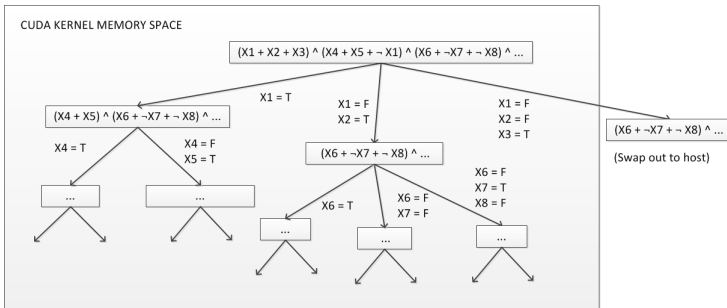 CUDA KERNEL MEMORY SPACE
(X1 + X2 + X3) ^ (X4 + X5 + ¬ X1) ^ (X6 + ¬X7 + ¬ X8) ^ ...
X1 = T
X1 = F
X2 = T
X1 = F
X2 = F
X3 = T
(X4 + X5) ^ (X6 + ¬X7 + ¬ X8) ^ ...
(X6 + ¬X7 + ¬ X8) ^ ...
(Swap out to host)
X4 = T
X4 = F
X5 = T
(X6 + ¬X7 + ¬ X8) ^ ...
...
...
X6 = T
X6 = F
X7 = F
X6 = F
X7 = T
X8 = F
...
...
...